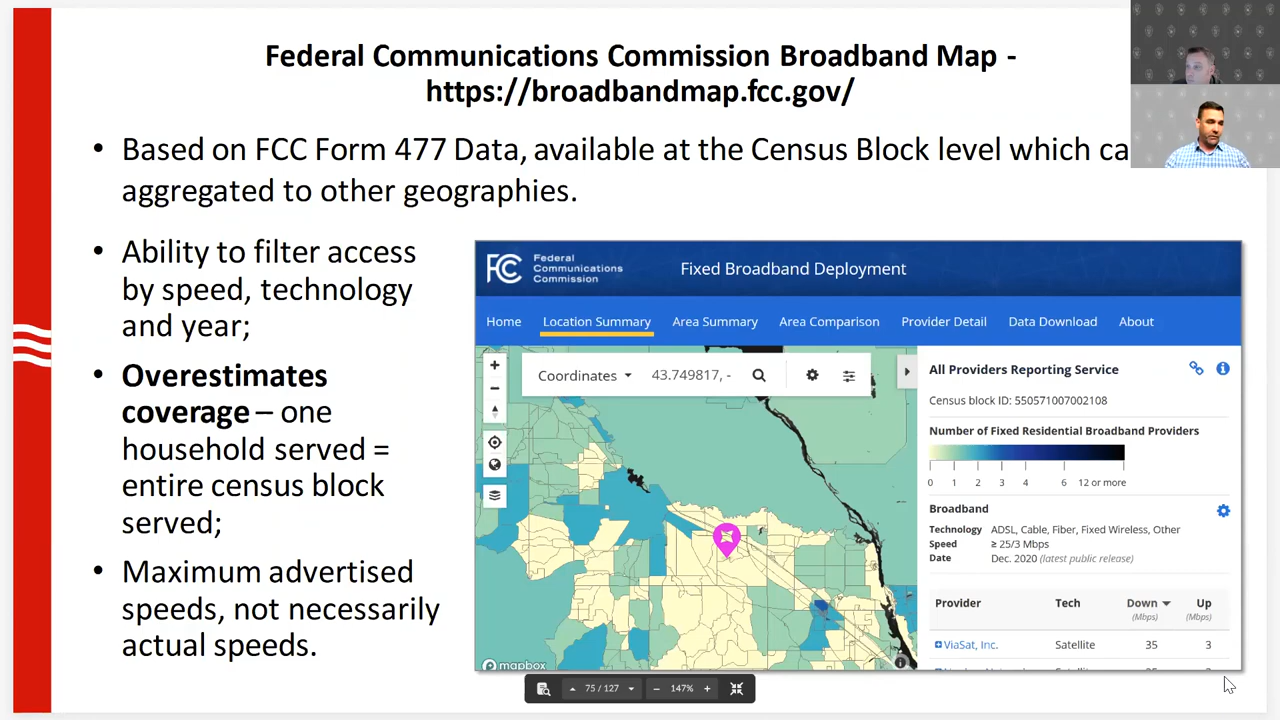 Federal Communications Commission Broadband Map -
https://broadbandmap.fcc.gov/
• Based on FCC Form 477 Data, available at the Census Block level which ca
aggregated to other geographies.
• Ability to filter access
by speed, technology
and year;
• Overestimates
coverage – one
household served =
entire census block
served;
• Maximum advertised
speeds, not necessarily
actual speeds.
FCC
Federal
Communications
Commission
Fixed Broadband Deployment
Home Location Summary Area Summary Area Comparison Provider Detail Data Download About
Coordinates 43.749817, -
All Providers Reporting Service
Census block ID: 550571007002108
Number of Fixed Residential Broadband Providers
0 1 2 3 4 6 12 or more
Broadband
Technology ADSL, Cable, Fiber, Fixed Wireless, Other
Speed ≥ 25/3 Mbps
Date Dec. 2020 (latest public release)
Provider Tech Down Up
(Mbps) (Mbps)
ViaSat, Inc. Satellite 35 3
mapbox
75 / 127 − 147% +